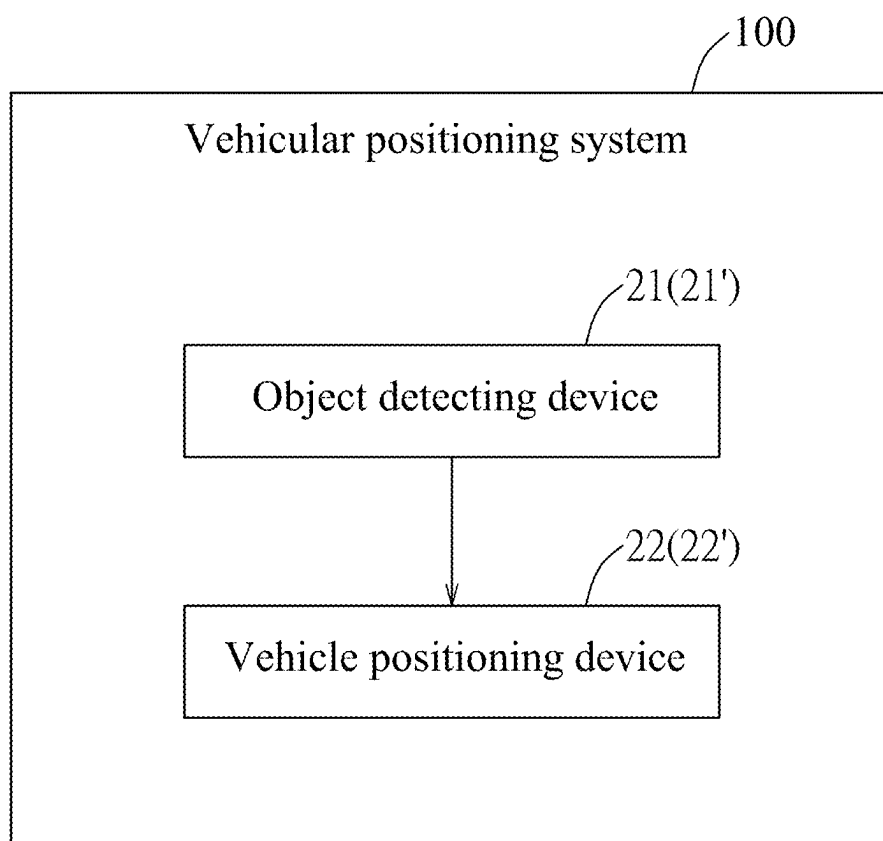 100
Vehicular positioning system
21(21')
Object detecting device
22(22')
Vehicle positioning device